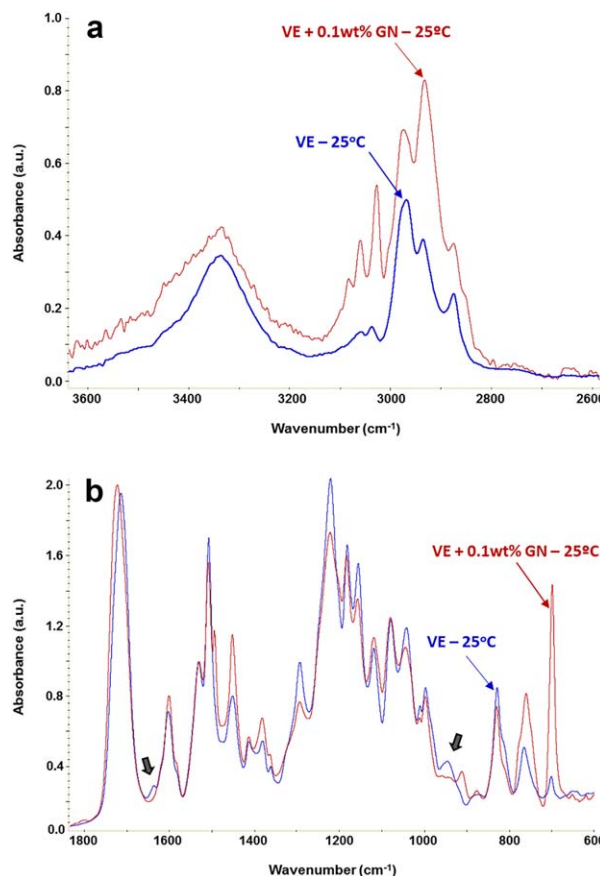 a
1.0
VE + 0.1wt% GN – 25ºC
0.8
VE – 25ºC
0.6
Absorbance (a.u.)
0.4
0.2
0.0
3600 3400 3200 3000 2800 2600
Wavenumber (cm-1)
b
2.0
1.6
VE + 0.1wt% GN – 25ºC
1.2
Absorbance (a.u.)
VE – 25ºC
0.8
0.4
0.0
1800 1600 1400 1200 1000 800 600
Wavenumber (cm-1)